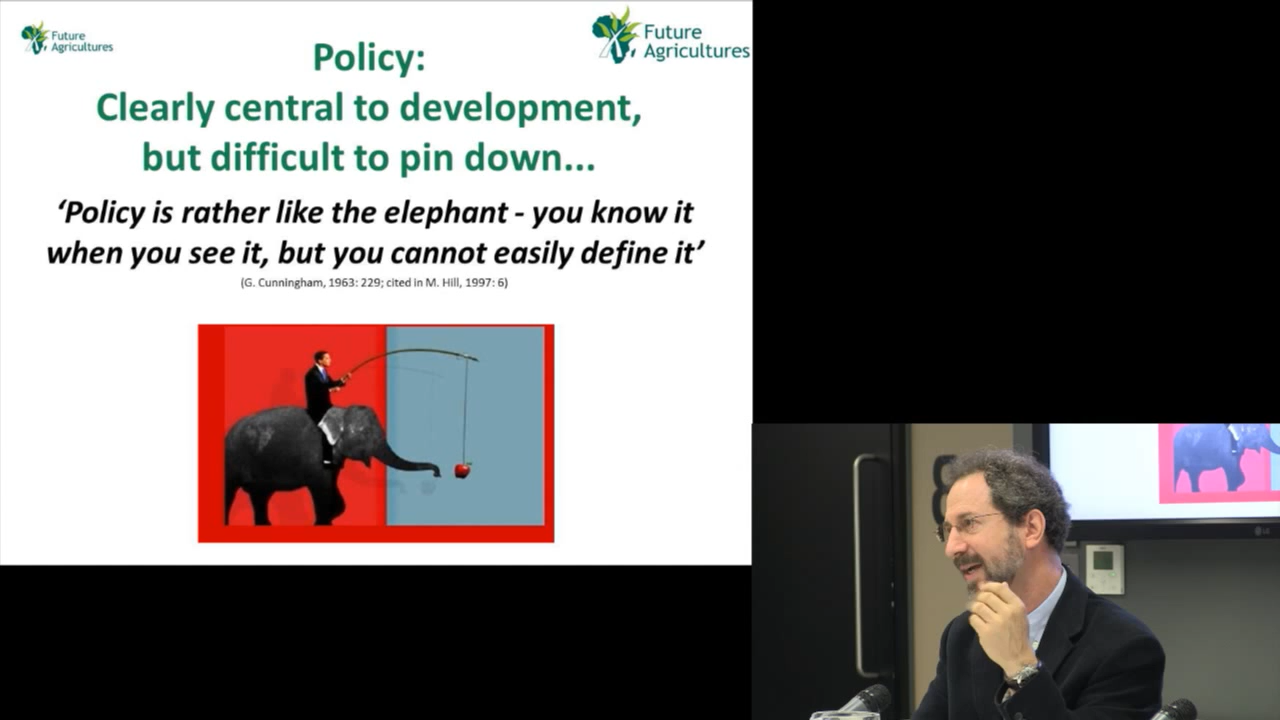 Future
Agricultures
Future
Agricultures
Policy:
Clearly central to development,
but difficult to pin down...
‘Policy is rather like the elephant - you know it
when you see it, but you cannot easily define it’
(G. Cunningham, 1963: 229; cited in M. Hill, 1997: 6)
8
LG